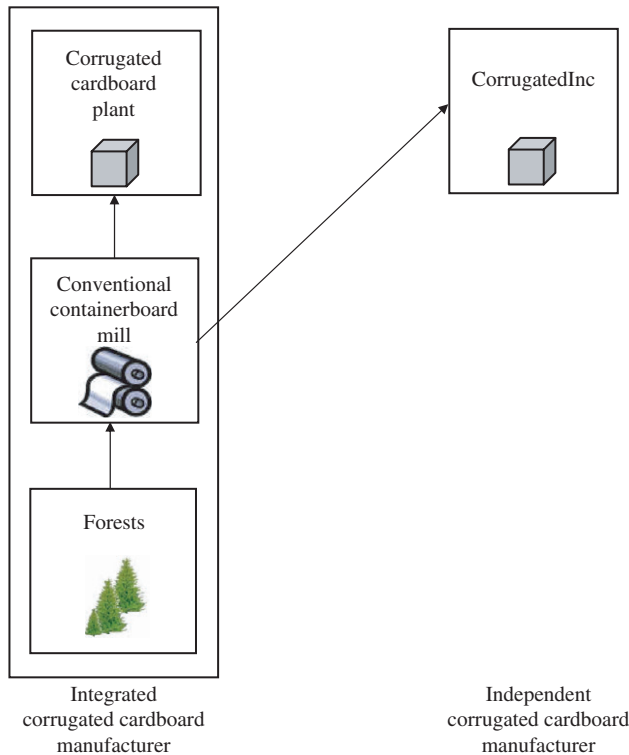 Corrugated
cardboard
plant
CorrugatedInc
Conventional
containerboard
mill
Forests
Integrated
corrugated cardboard
manufacturer
Independent
corrugated cardboard
manufacturer